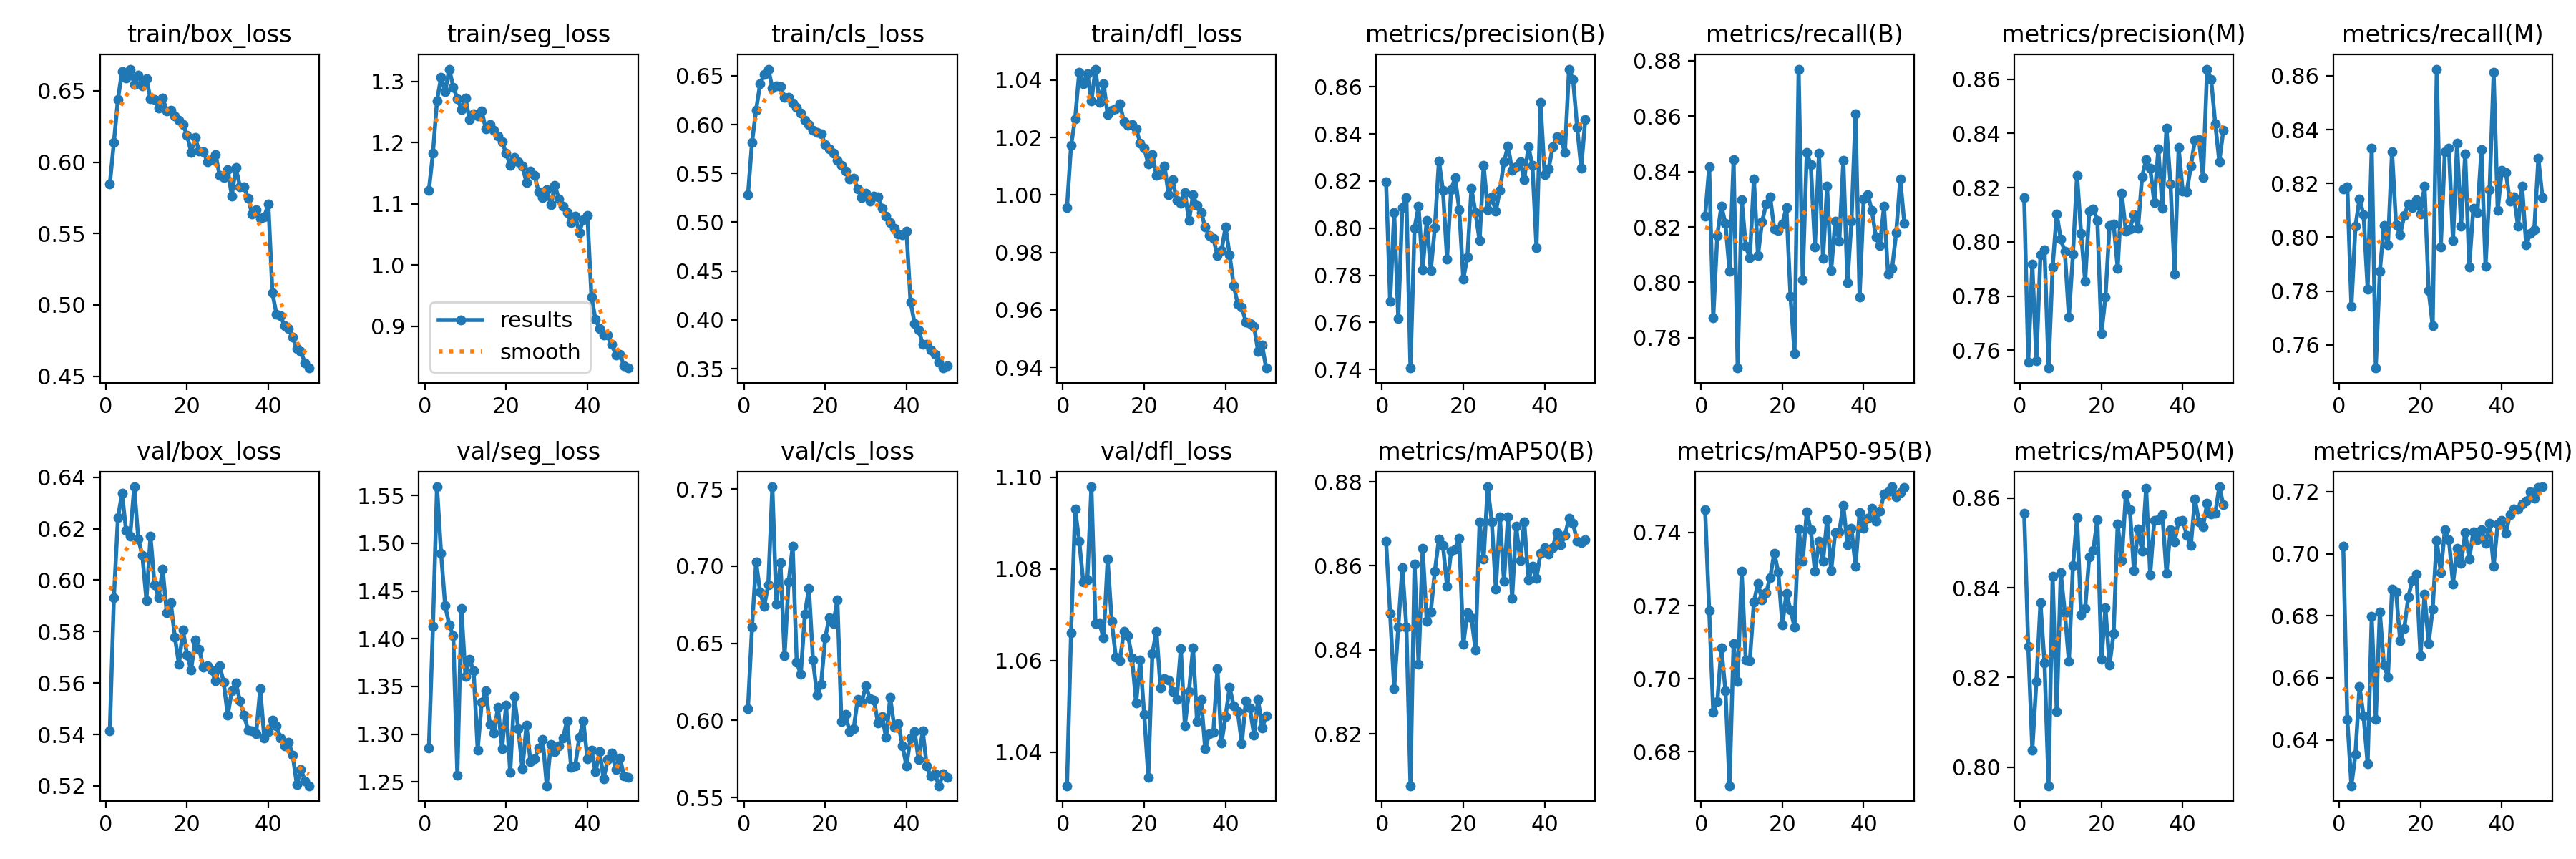 train/box_loss
train/seg_loss
train/cls_loss
train/dfl_loss
metrics/precision(B)
metrics/recall(B)
metrics/precision(M)
metrics/recall(M)
0.65
0.60
0.55
0.50
0.45
0 20 40
1.3
1.2
1.1
1.0
0.9
results
smooth
0 20 40
0.65
0.60
0.55
0.50
0.45
0.40
0.35
0 20 40
1.04
1.02
1.00
0.98
0.96
0.94
0 20 40
0.86
0.84
0.82
0.80
0.78
0.76
0.74
0 20 40
0.88
0.86
0.84
0.82
0.80
0.78
0 20 40
0.86
0.84
0.82
0.80
0.78
0.76
0 20 40
0.86
0.84
0.82
0.80
0.78
0.76
0 20 40
val/box_loss
val/seg_loss
val/cls_loss
val/dfl_loss
metrics/mAP50(B)
metrics/mAP50-95(B)
metrics/mAP50(M)
metrics/mAP50-95(M)
0.64
0.62
0.60
0.58
0.56
0.54
0.52
0 20 40
1.55
1.50
1.45
1.40
1.35
1.30
1.25
0 20 40
0.75
0.70
0.65
0.60
0.55
0 20 40
1.10
1.08
1.06
1.04
0 20 40
0.88
0.86
0.84
0.82
0 20 40
0.74
0.72
0.70
0.68
0 20 40
0.86
0.84
0.82
0.80
0 20 40
0.72
0.70
0.68
0.66
0.64
0 20 40